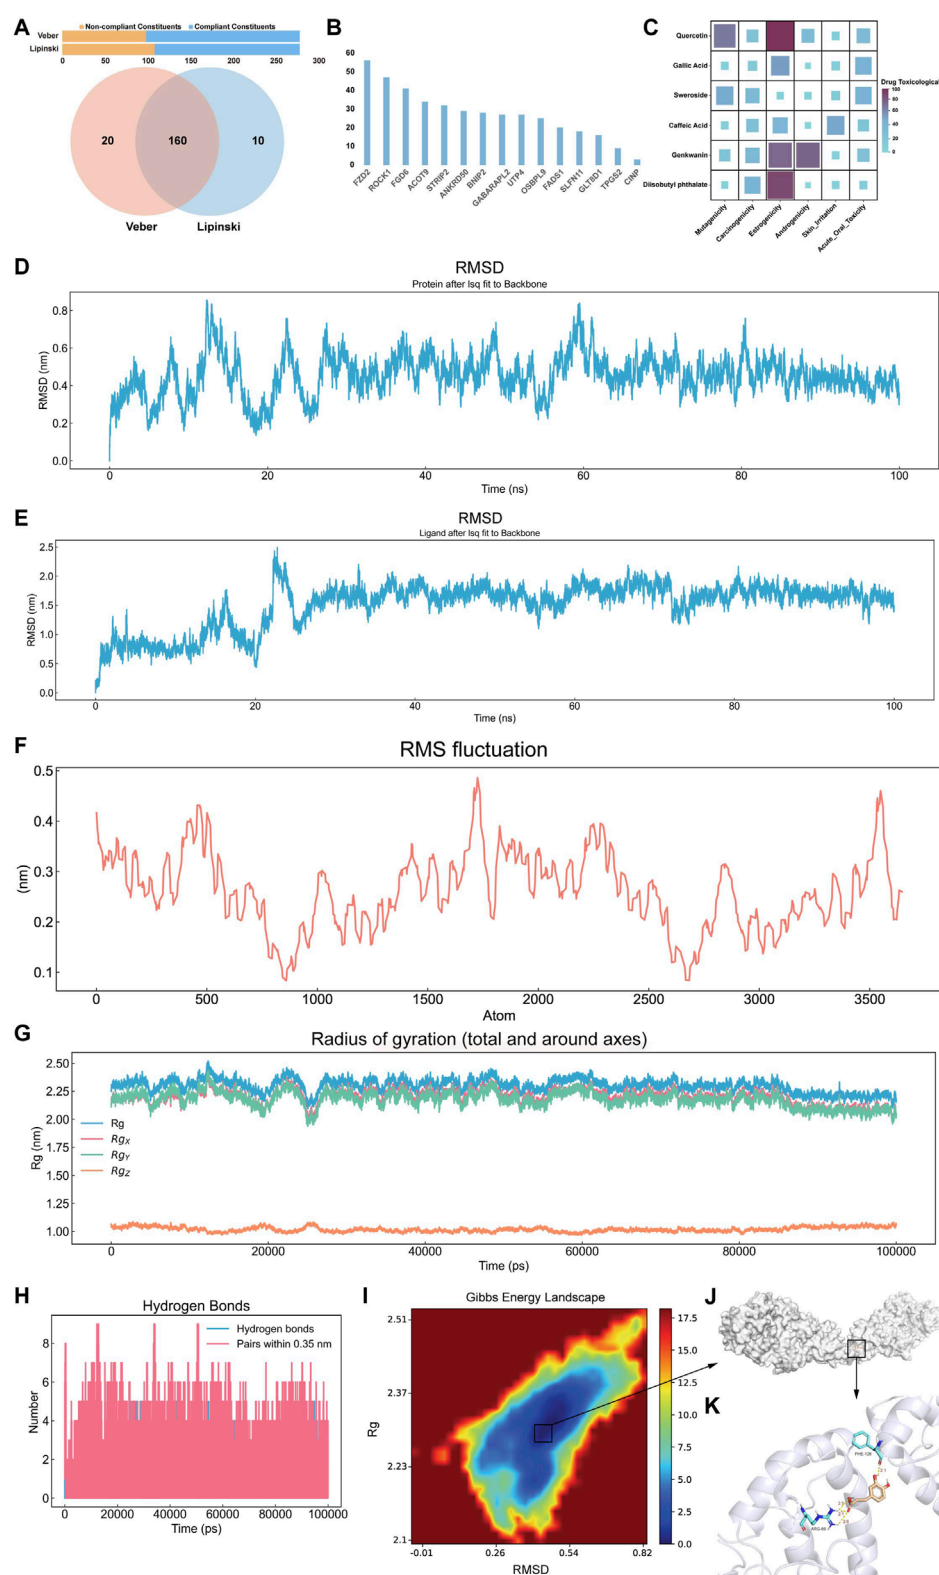 A
Non-compliant Constituents
Compliant Constituents
Veber
Lipinski
0 50 100 150 200 250 300
20 160 10
Veber Lipinski
B
60
50
40
30
20
10
0
FZD2 ROCK1 FGD6 ACOT9 STRIP2 ANKRD50 BNIP2 GABARAPL2 UTP4 OSBPL9 FADS1 SLFN11 GLT8D1 TPGS2 CINP
C
Quercetin
Gallic Acid
Sweroside
Caffeic Acid
Genkwanin
Diisobutyl phthalate
Mutagenicity Carcinogenicity Estrogenicity Androgenicity Skin_Irritation Acute_Oral_Toxicity
Drug Toxicological
100
80
60
40
20
0
D
RMSD
Protein after lsq fit to Backbone
RMSD (nm)
0.8
0.6
0.4
0.2
0.0
0 20 40 60 80 100
Time (ns)
E
RMSD
Ligand after lsq fit to Backbone
RMSD (nm)
2.5
2.0
1.5
1.0
0.5
0.0
0 20 40 60 80 100
Time (ns)
F
RMS fluctuation
(nm)
0.5
0.4
0.3
0.2
0.1
0 500 1000 1500 2000 2500 3000 3500
Atom
G
Radius of gyration (total and around axes)
Rg (nm)
2.50
2.25
2.00
1.75
1.50
1.25
1.00
Rg
RgX
RgY
RgZ
0 20000 40000 60000 80000 100000
Time (ps)
H
Hydrogen Bonds
Hydrogen bonds
Pairs within 0.35 nm
Number
8
6
4
2
0
0 20000 40000 60000 80000 100000
Time (ps)
I
Gibbs Energy Landscape
Rg
2.51
2.37
2.23
2.1
-0.01 0.26 0.54 0.82
RMSD
17.5
15.0
12.5
10.0
7.5
5.0
2.5
0.0
J
K